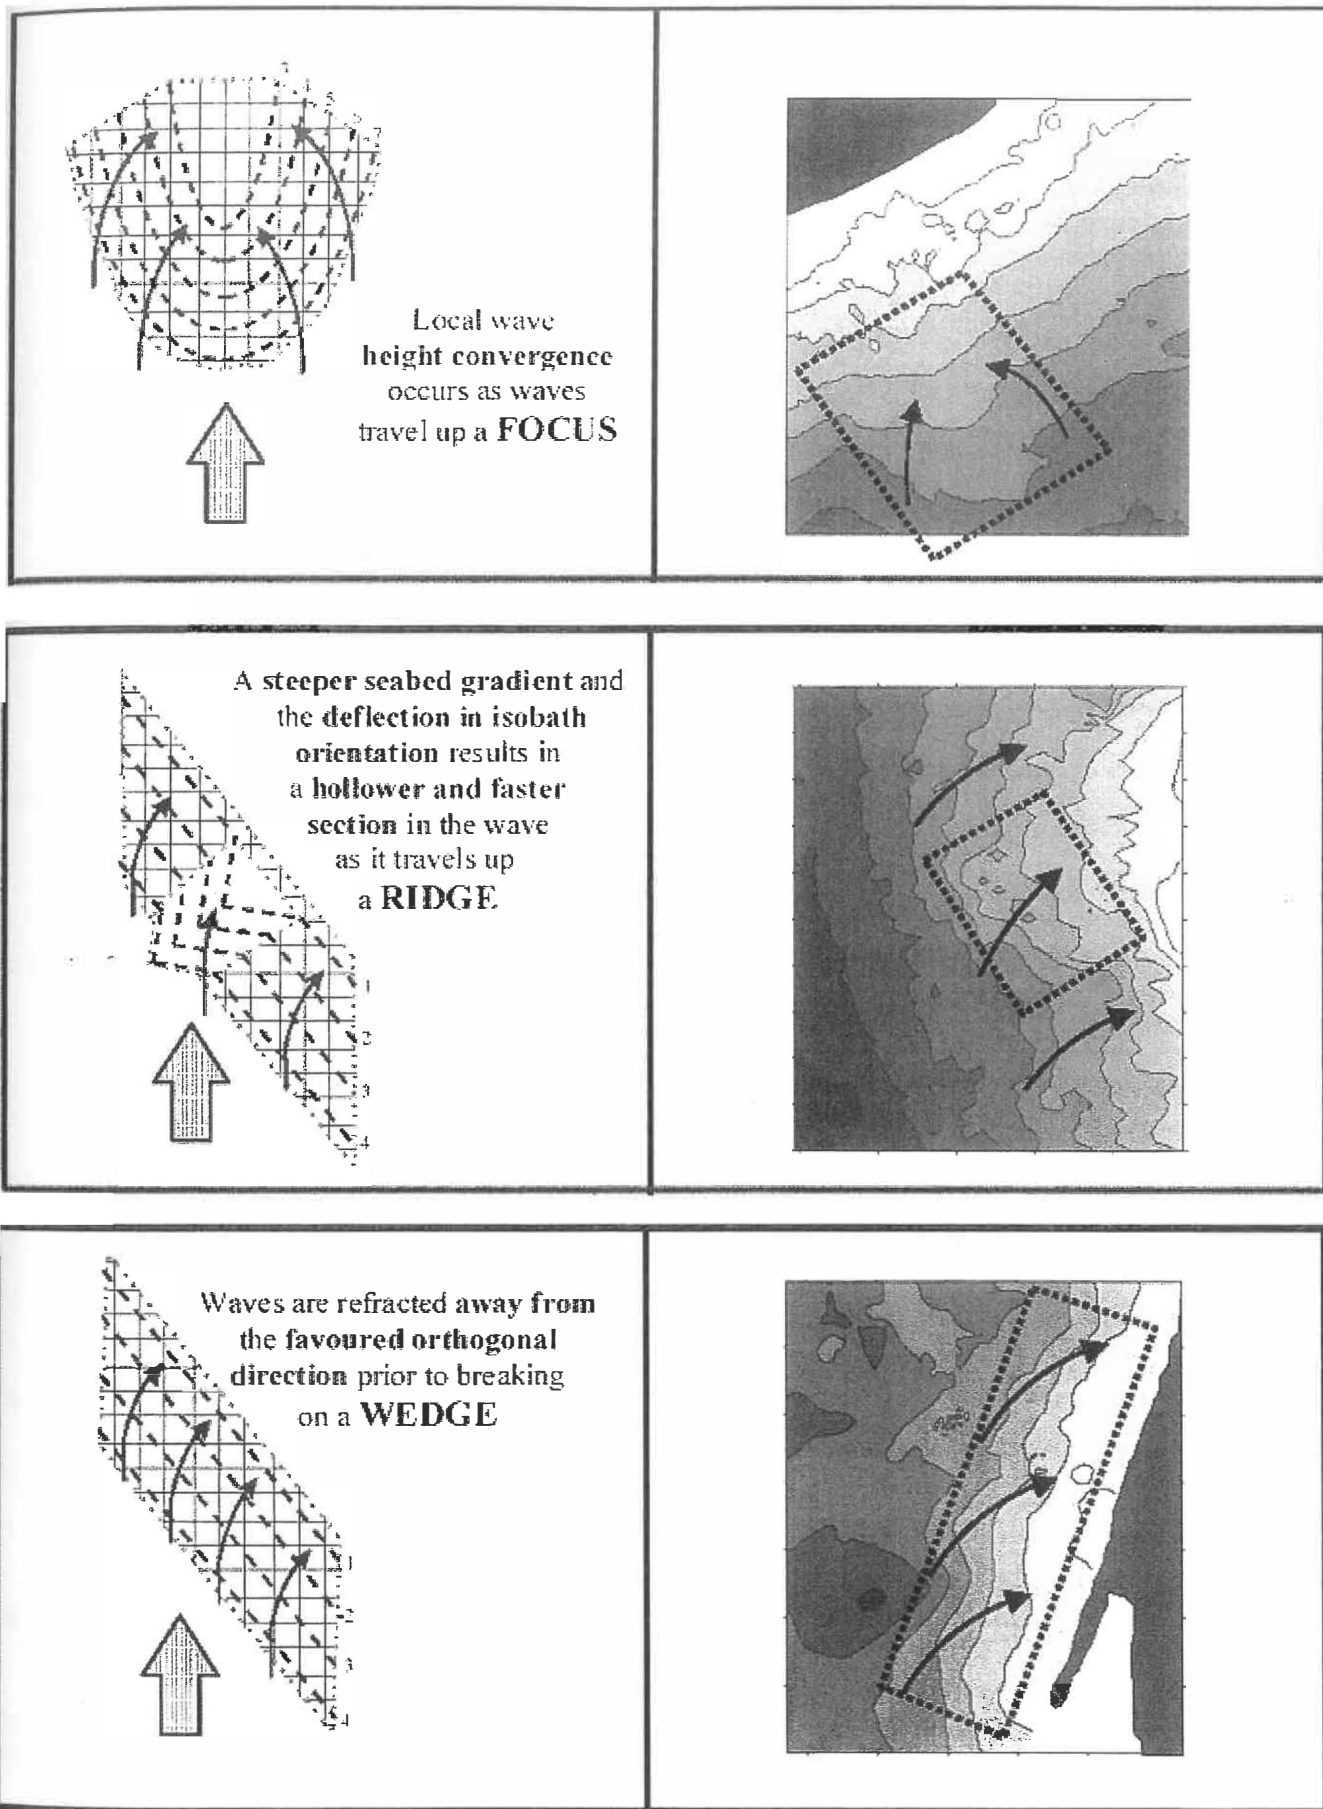 Local wave
height convergence
occurs as waves
travel up a FOCUS
A steeper seabed gradient and
the deflection in isobath
orientation results in
a hollower and faster
section in the wave
as it travels up
a RIDGE
4
Waves are refracted away from
the favoured orthogonal
direction prior to breaking
on a WEDGE
4